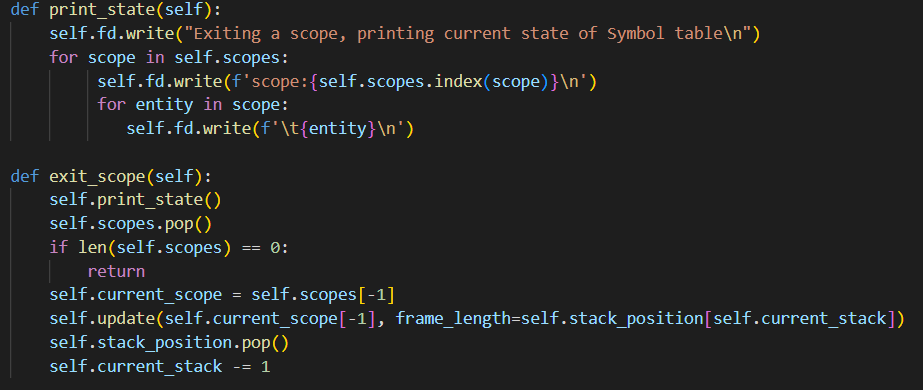 def print_state(self):
    self.fd.write("Exiting a scope, printing current state of Symbol table\n")
    for scope in self.scopes:
        self.fd.write(f'scope:{self.scopes.index(scope)}\n')
        for entity in scope:
           self.fd.write(f'\t{entity}\n')

def exit_scope(self):
    self.print_state()
    self.scopes.pop()
    if len(self.scopes) == 0:
        return
    self.current_scope = self.scopes[-1]
    self.update(self.current_scope[-1], frame_length=self.stack_position[self.current_stack])
    self.stack_position.pop()
    self.current_stack -= 1